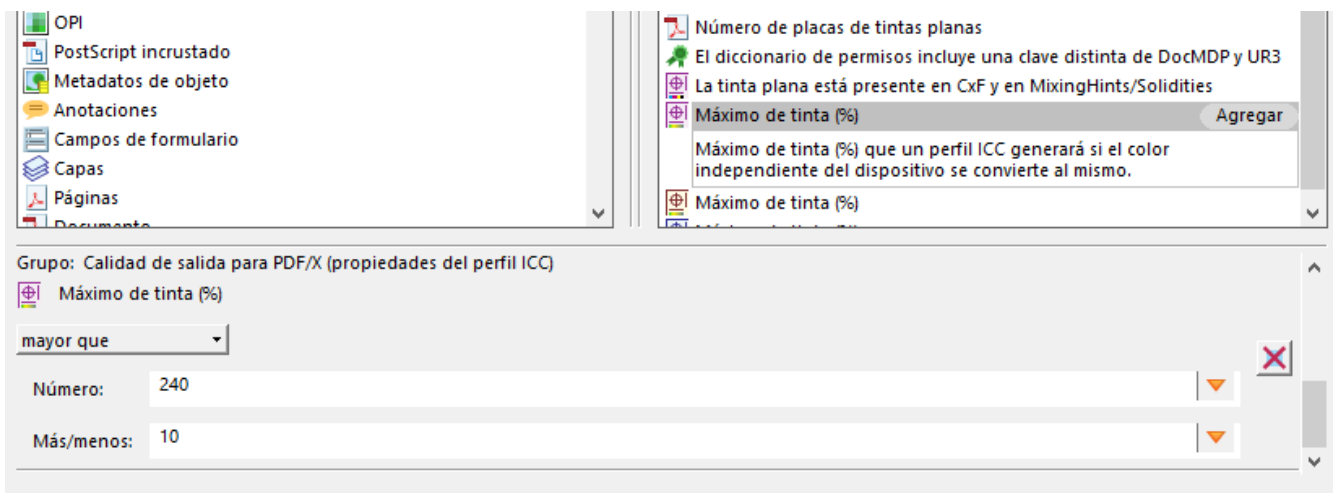 OPI
PostScript incrustado
Metadatos de objeto
Anotaciones
Campos de formulario
Capas
Páginas
Documento
Número de placas de tintas planas
El diccionario de permisos incluye una clave distinta de DocMDP y UR3
La tinta plana está presente en CxF y en MixingHints/Solidities
Máximo de tinta (%) Agregar
Máximo de tinta (%) que un perfil ICC generará si el color
independiente del dispositivo se convierte al mismo.
Máximo de tinta (%)
Grupo: Calidad de salida para PDF/X (propiedades del perfil ICC)
Máximo de tinta (%)
mayor que
Número: 240
Más/menos: 10